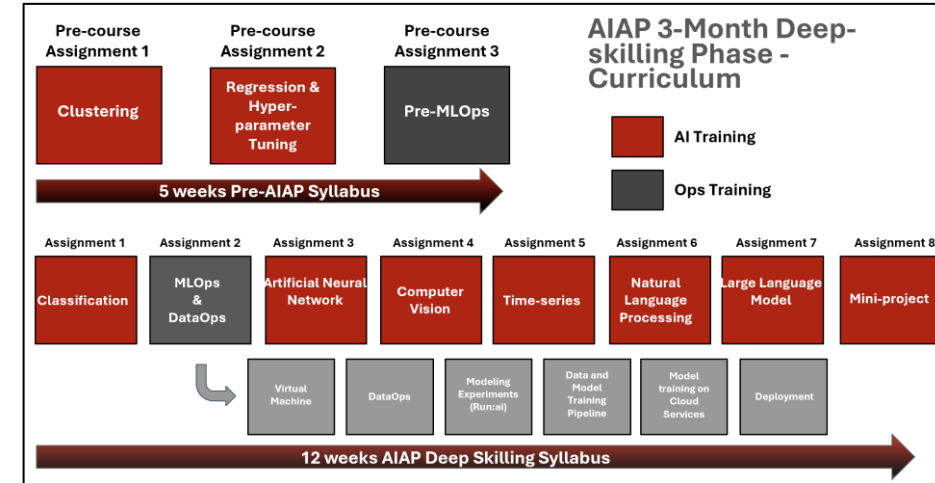 AIAP 3-Month Deep-
skilling Phase -
Curriculum
Pre-course
Assignment 1
Pre-course
Assignment 2
Pre-course
Assignment 3
Clustering
Regression &
Hyper-
parameter
Tuning
Pre-MLOps
AI Training
Ops Training
5 weeks Pre-AIAP Syllabus
Assignment 1
Assignment 2
Assignment 3
Assignment 4
Assignment 5
Assignment 6
Assignment 7
Assignment 8
Classification
MLOps
&
DataOps
Artificial Neural
Network
Computer
Vision
Time-series
Natural
Language
Processing
Large Language
Model
Mini-project
Virtual
Machine
DataOps
Modeling
Experiments
(Run:ai)
Data and
Model
Training
Pipeline
Model
training on
Cloud
Services
Deployment
12 weeks AIAP Deep Skilling Syllabus